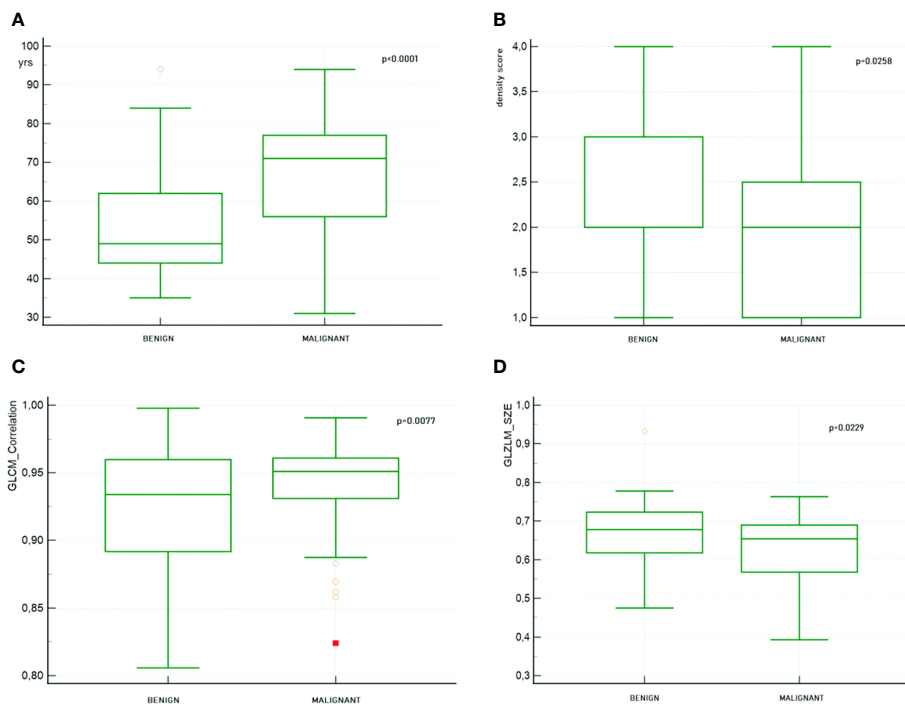 A
yrs
100
90
80
70
60
50
40
30
p<0.0001
BENIGN
MALIGNANT
B
density score
4,0
3,5
3,0
2,5
2,0
1,5
1,0
p=0.0258
BENIGN
MALIGNANT
C
GLCM_Correlation
1,00
0,95
0,90
0,85
0,80
p=0.0077
BENIGN
MALIGNANT
D
GLZLM_SZE
1,0
0,9
0,8
0,7
0,6
0,5
0,4
0,3
p=0.0229
BENIGN
MALIGNANT